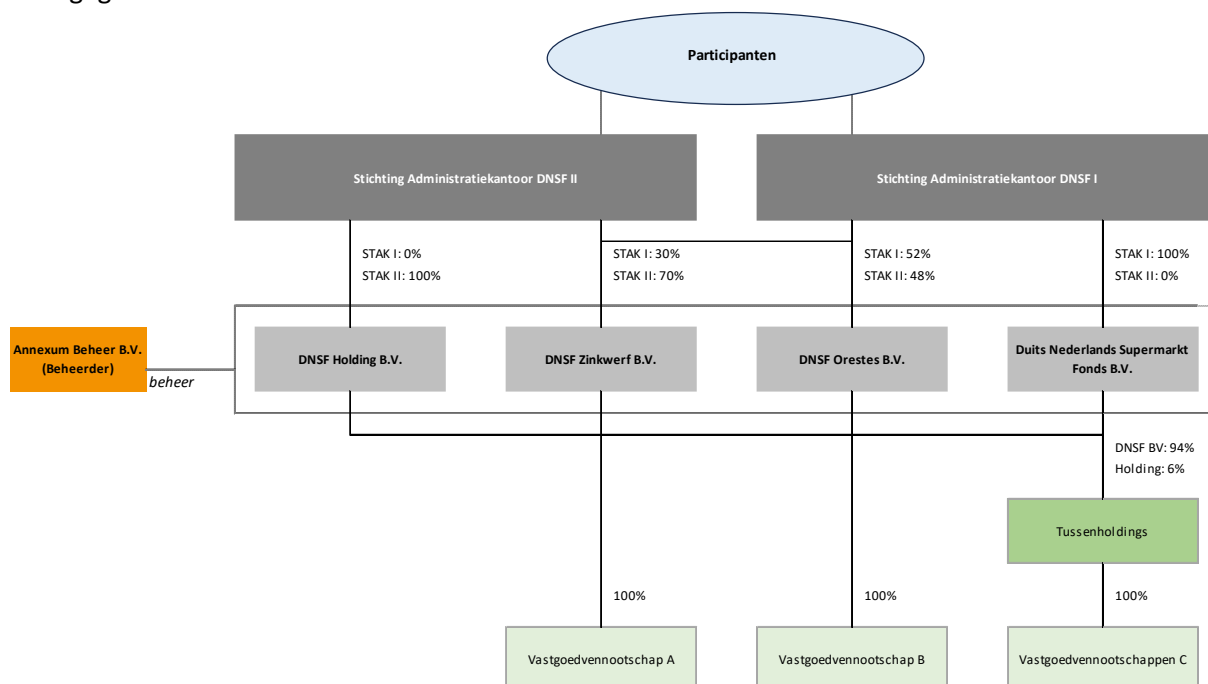 Participanten
Stichting Administratiekantoor DNSF II
Stichting Administratiekantoor DNSF I
STAK I: 0%
STAK II: 100%
STAK I: 30%
STAK II: 70%
STAK I: 52%
STAK II: 48%
STAK I: 100%
STAK II: 0%
Annexum Beheer B.V.
(Beheerder)
beheer
DNSF Holding B.V.
DNSF Zinkwerf B.V.
DNSF Orestes B.V.
Duits Nederlands Supermarkt
Fonds B.V.
DNSF BV: 94%
Holding: 6%
Tussenholdings
100%
100%
100%
Vastgoedvennootschap A
Vastgoedvennootschap B
Vastgoedvennootschappen C